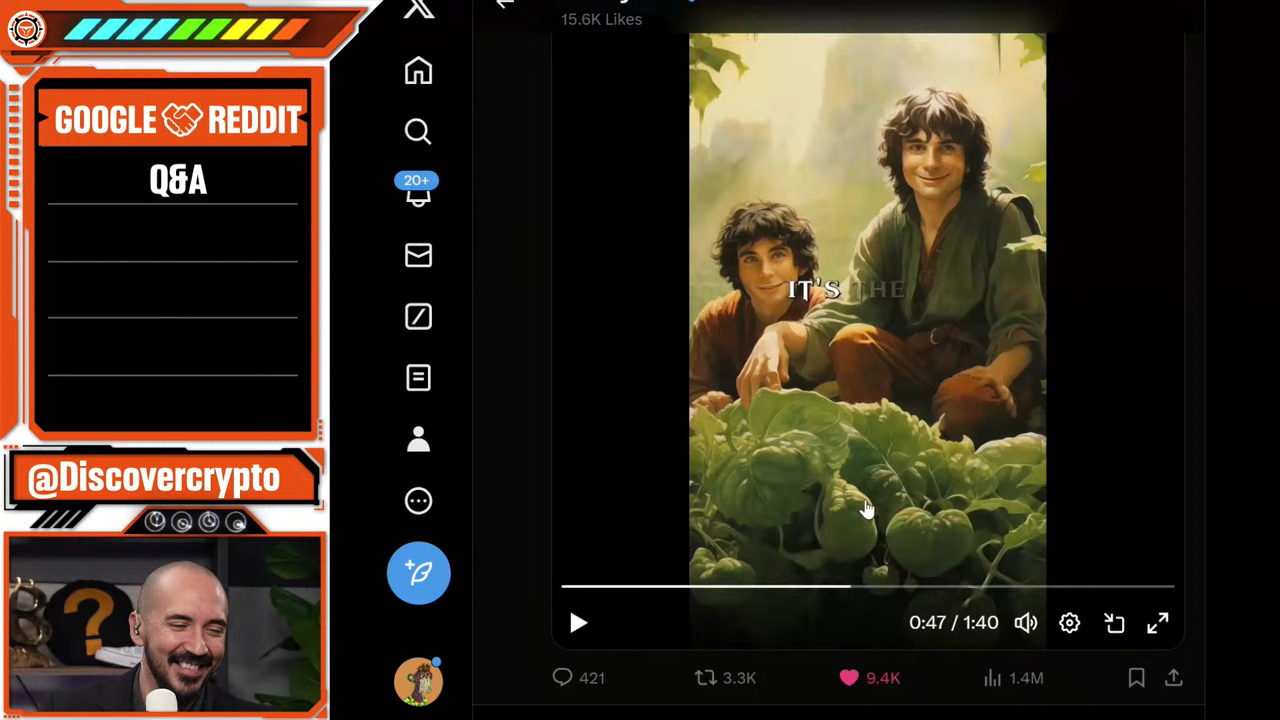 GOOGLE REDDIT
Q&A
@Discovercrypto
?
15.6K Likes
20+
IT'S THE
0:47 / 1:40
421
3.3K
9.4K
1.4M